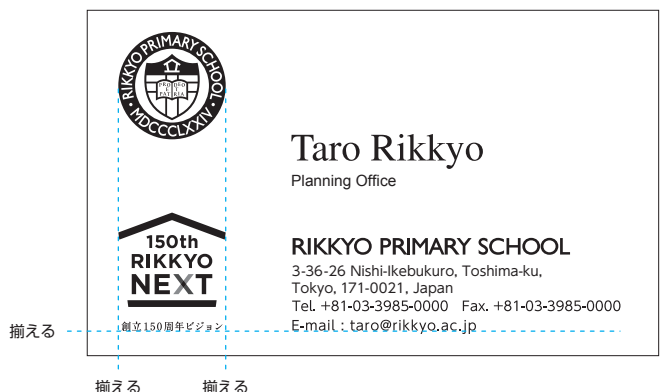 RIKKYO PRIMARY SCHOOL
PRO DEO
ET
PATRIA
• MDCCCLXXIV •
Taro Rikkyo
Planning Office
150th
RIKKYO
NEXT
創立150周年ビジョン
RIKKYO PRIMARY SCHOOL
3-36-26 Nishi-Ikebukuro, Toshima-ku,
Tokyo, 171-0021, Japan
Tel. +81-03-3985-0000 Fax. +81-03-3985-0000
E-mail : taro@rikkyo.ac.jp
揃える
揃える 揃える